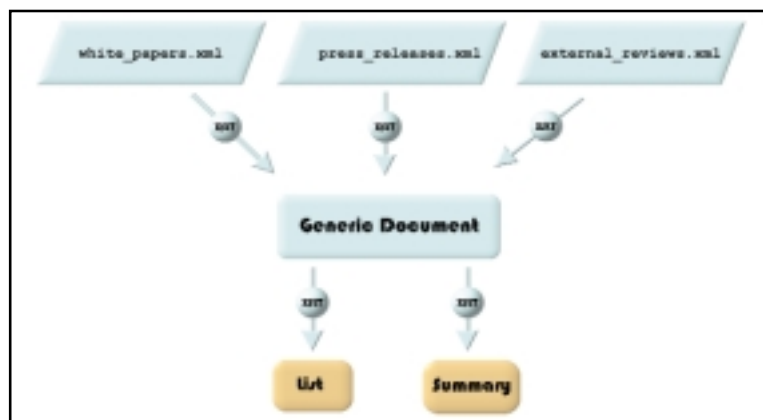 white_papers.xml
press_releases.xml
external_reviews.xml
Generic Document
List
Summary